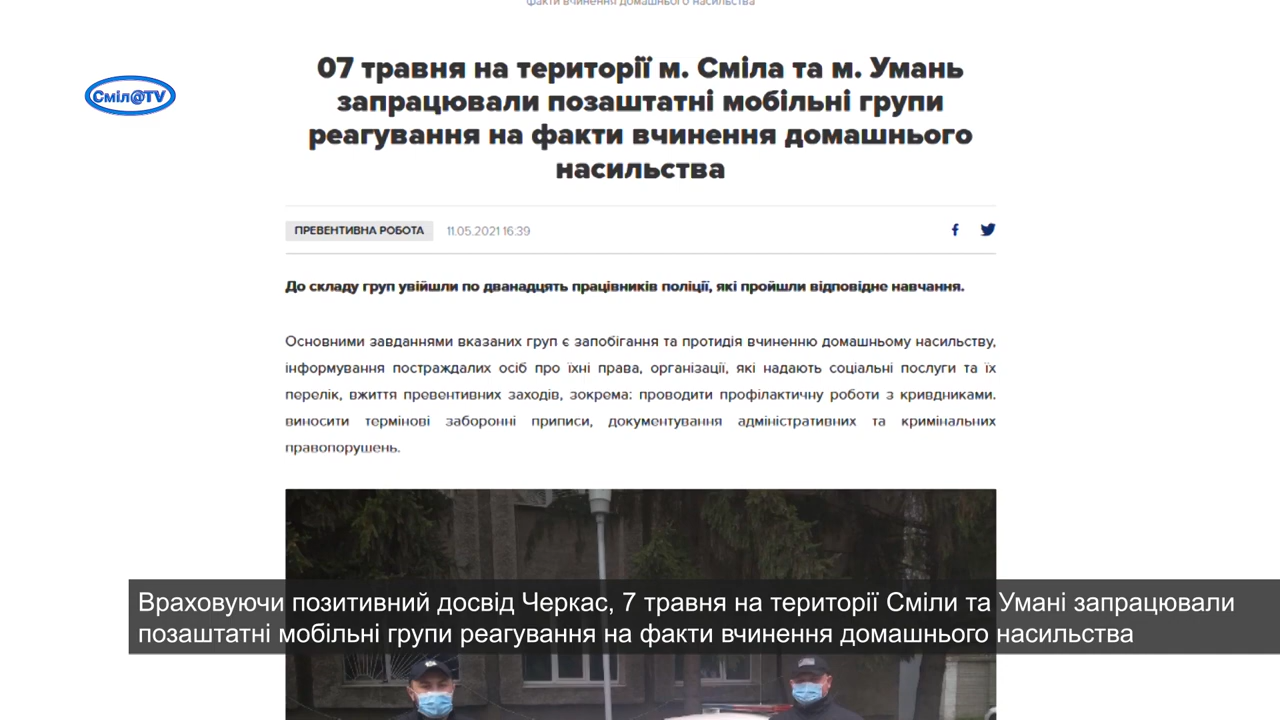 факти вчинення домашнього насильства
07 травня на території м. Сміла та м. Умань
запрацювали позаштатні мобільні групи
реагування на факти вчинення домашнього
насильства
Сміл@TV
ПРЕВЕНТИВНА РОБОТА 11.05.2021 16:39
До складу груп увійшли по дванадцять працівників поліції, які пройшли відповідне навчання.
Основними завданнями вказаних груп є запобігання та протидія вчиненню домашньому насильству,
інформування постраждалих осіб про їхні права, організації, які надають соціальні послуги та їх
перелік, вжиття превентивних заходів, зокрема: проводити профілактичну роботи з кривдниками.
виносити термінові заборонні приписи, документування адміністративних та кримінальних
правопорушень.
Враховуючи позитивний досвід Черкас, 7 травня на території Сміли та Умані запрацювали
позаштатні мобільні групи реагування на факти вчинення домашнього насильства